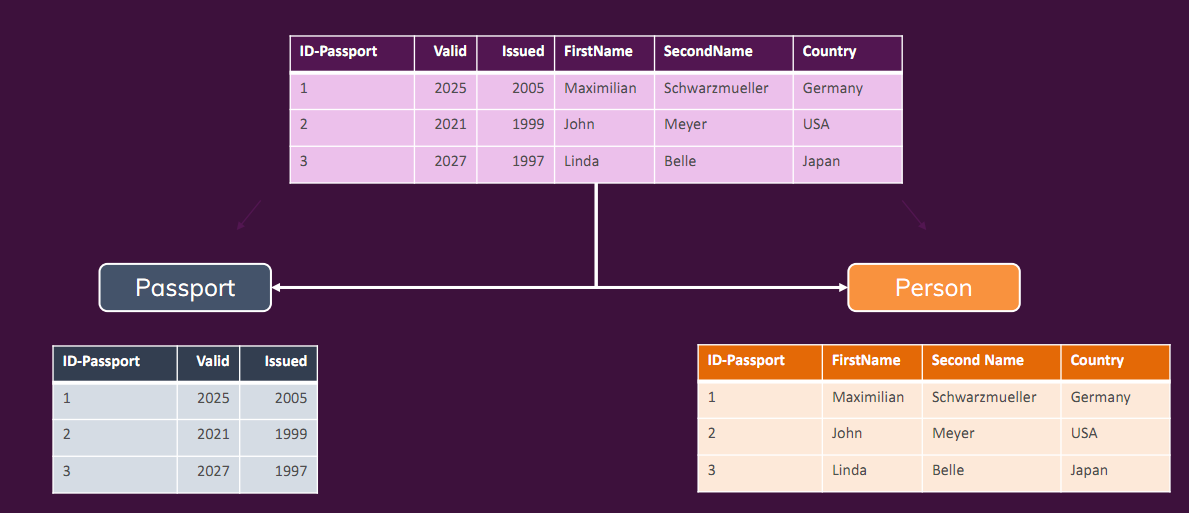 ID-Passport Valid Issued FirstName SecondName Country
1 2025 2005 Maximilian Schwarzmueller Germany
2 2021 1999 John Meyer USA
3 2027 1997 Linda Belle Japan
Passport
Person
ID-Passport Valid Issued
1 2025 2005
2 2021 1999
3 2027 1997
ID-Passport FirstName Second Name Country
1 Maximilian Schwarzmueller Germany
2 John Meyer USA
3 Linda Belle Japan